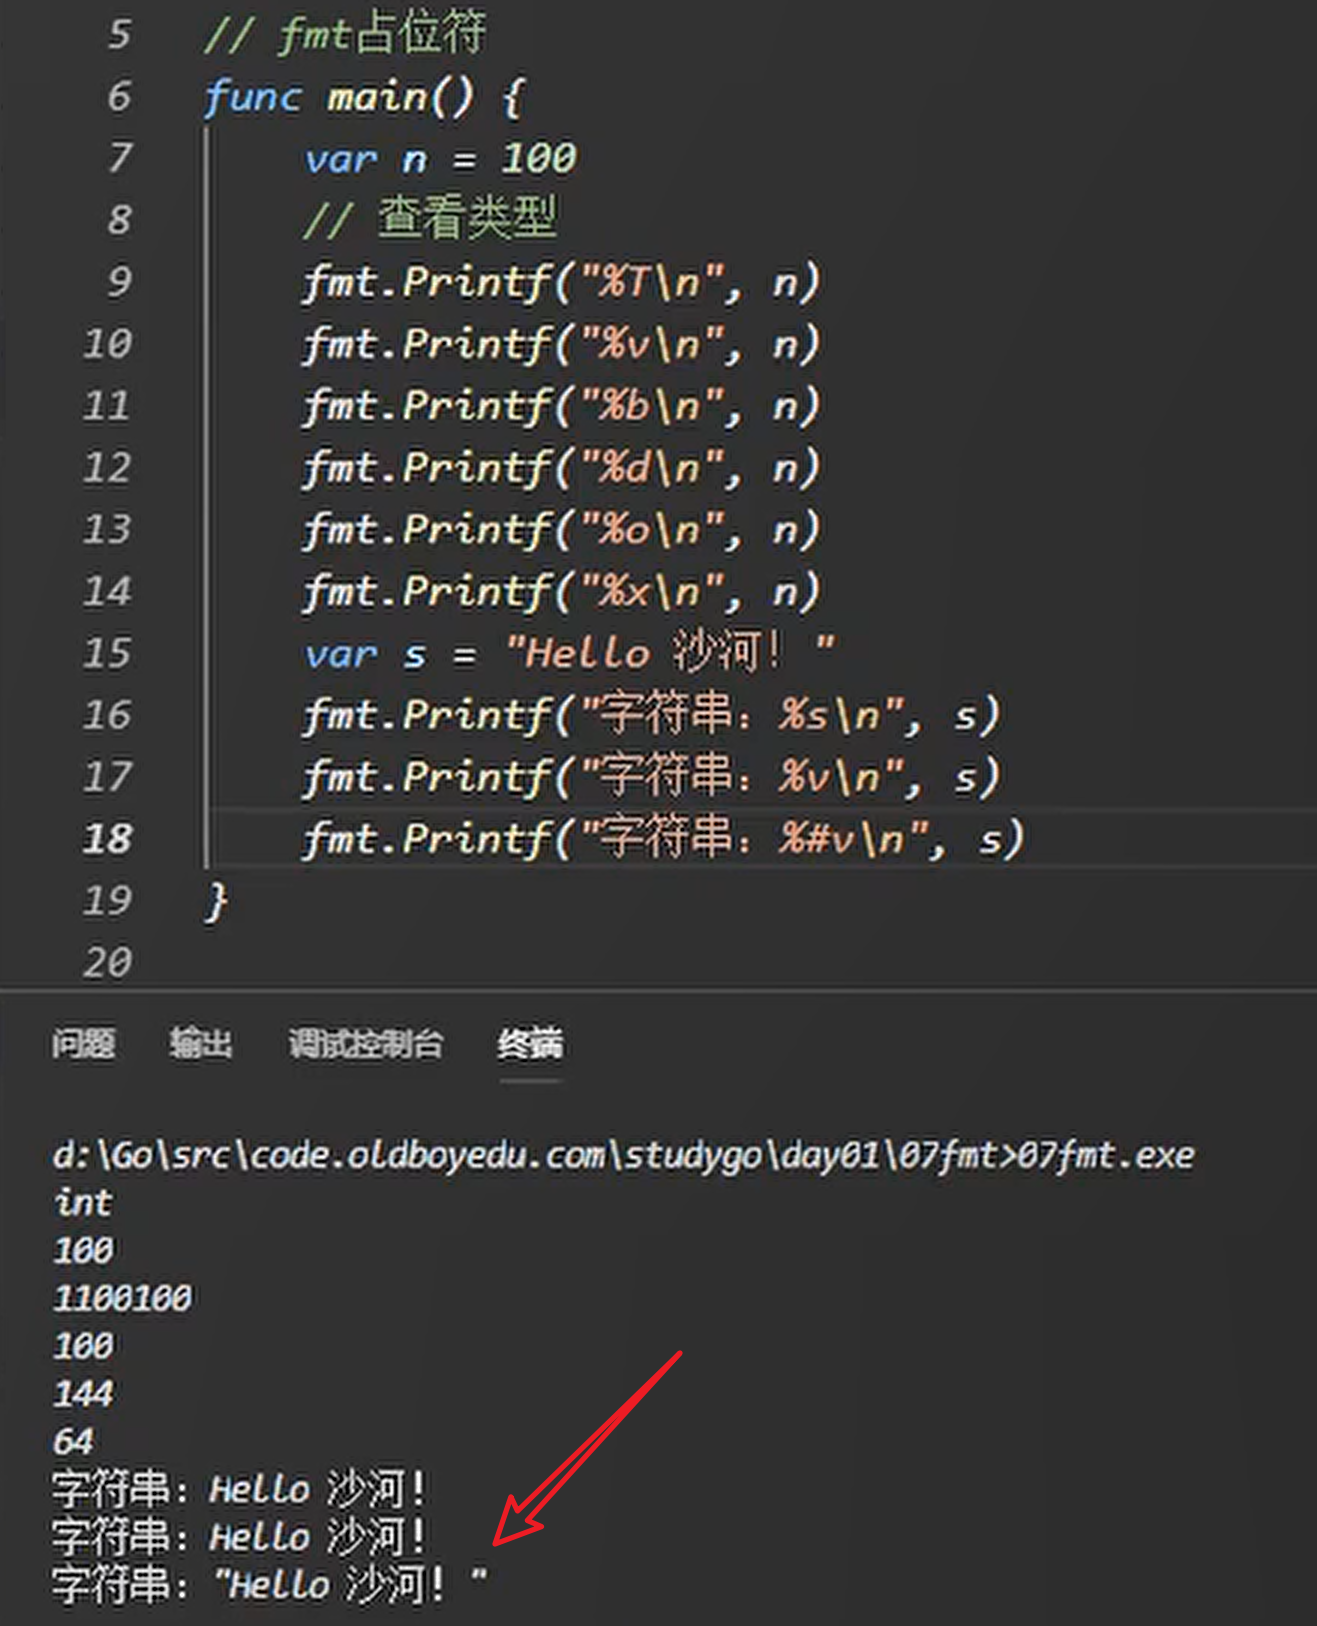 5 // fmt占位符
6 func main() {
7 var n = 100
8 // 查看类型
9 fmt.Printf("%T\n", n)
10 fmt.Printf("%v\n", n)
11 fmt.Printf("%b\n", n)
12 fmt.Printf("%d\n", n)
13 fmt.Printf("%o\n", n)
14 fmt.Printf("%x\n", n)
15 var s = "Hello 沙河！"
16 fmt.Printf("字符串：%s\n", s)
17 fmt.Printf("字符串：%v\n", s)
18 fmt.Printf("字符串：%#v\n", s)
19 }
20
问题 输出 调试控制台 终端
d:\Go\src\code.oldboyedu.com\studygo\day01\07fmt>07fmt.exe
int
100
1100100
100
144
64
字符串：Hello 沙河！
字符串：Hello 沙河！
字符串："Hello 沙河！"